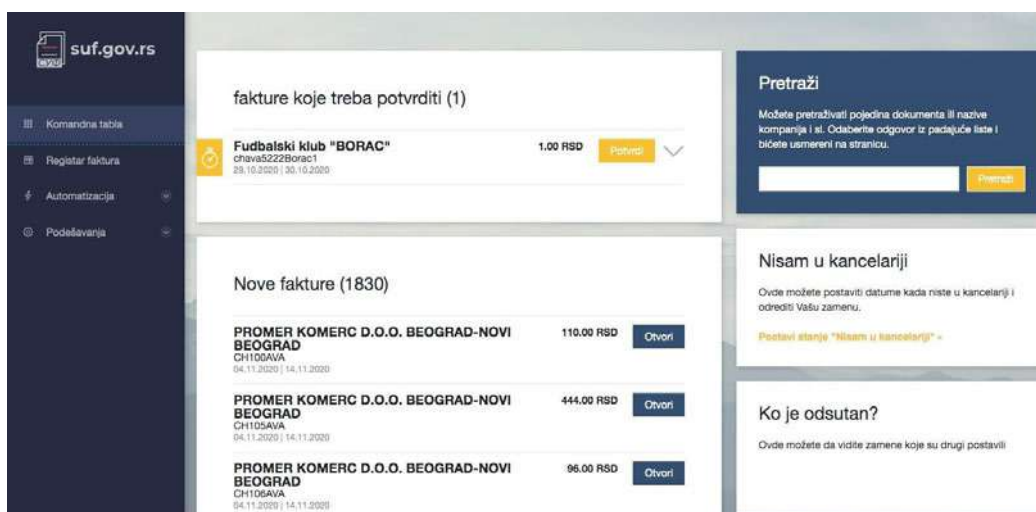 suf.gov.rs
Komandna tabla
Registar faktura
Automatizacija
Podešavanja
fakture koje treba potvrditi (1)
Fudbalski klub "BORAC"
chava5222Borac1
29.10.2020 | 30.10.2020
1.00 RSD
Potvrdi
Nove fakture (1830)
PROMER KOMERC D.O.O. BEOGRAD-NOVI
BEOGRAD
CH100AVA
04.11.2020 | 14.11.2020
110.00 RSD
Otvori
PROMER KOMERC D.O.O. BEOGRAD-NOVI
BEOGRAD
CH105AVA
04.11.2020 | 14.11.2020
444.00 RSD
Otvori
PROMER KOMERC D.O.O. BEOGRAD-NOVI
BEOGRAD
CH106AVA
04.11.2020 | 14.11.2020
96.00 RSD
Otvori
Pretraži
Možete pretraživati pojedina dokumenta ili nazive
kompanija i sl. Odaberite odgovor iz padajuće liste i
bićete usmereni na stranicu.
Pretraži
Nisam u kancelariji
Ovde možete postaviti datume kada niste u kancelariji i
odrediti Vašu zamenu.
Postavi stanje "Nisam u kancelariji" »
Ko je odsutan?
Ovde možete da vidite zamene koje su drugi postavili